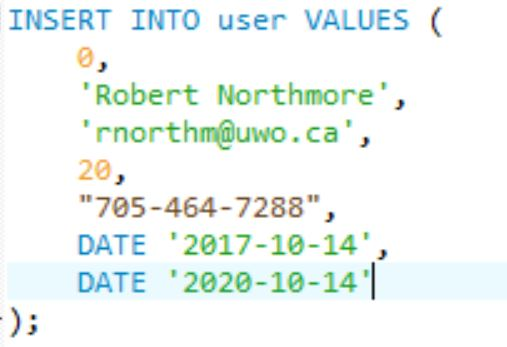 INSERT INTO user VALUES (
0,
'Robert Northmore',
'rnorthm@uwo.ca',
20,
"705-464-7288",
DATE '2017-10-14',
DATE '2020-10-14'
);